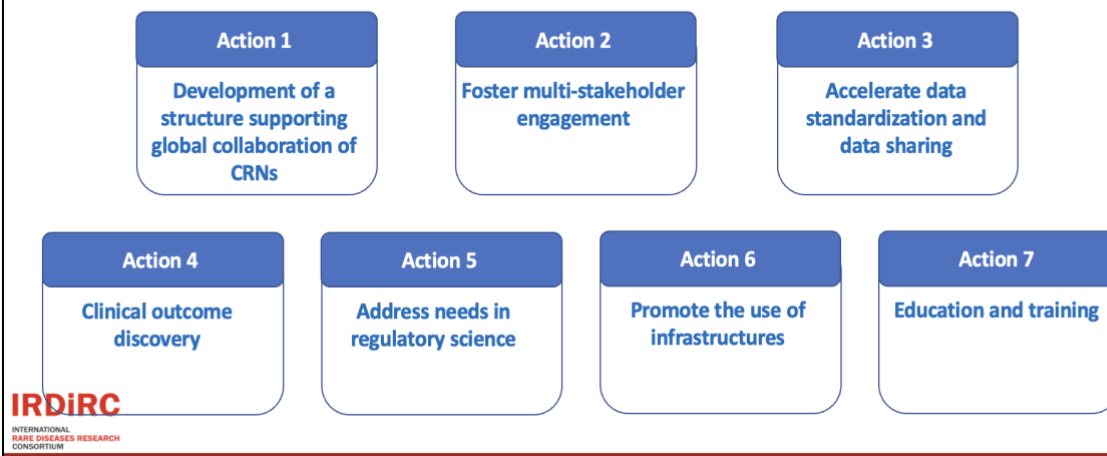 Action 1
Development of a
structure supporting
global collaboration of
CRNs
Action 2
Foster multi-stakeholder
engagement
Action 3
Accelerate data
standardization and
data sharing
Action 4
Clinical outcome
discovery
Action 5
Address needs in
regulatory science
Action 6
Promote the use of
infrastructures
Action 7
Education and training
IRDiRC
INTERNATIONAL
RARE DISEASES RESEARCH
CONSORTIUM